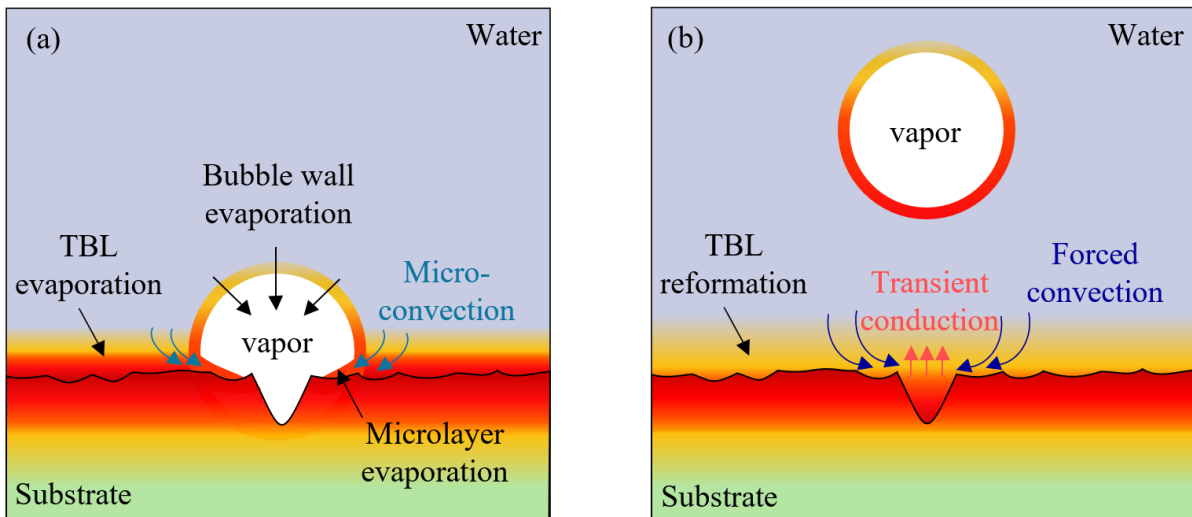 (a)
Water
Bubble wall
evaporation
TBL
evaporation
Micro-
convection
vapor
Microlayer
evaporation
Substrate
(b)
Water
vapor
TBL
reformation
Transient
conduction
Forced
convection
Substrate